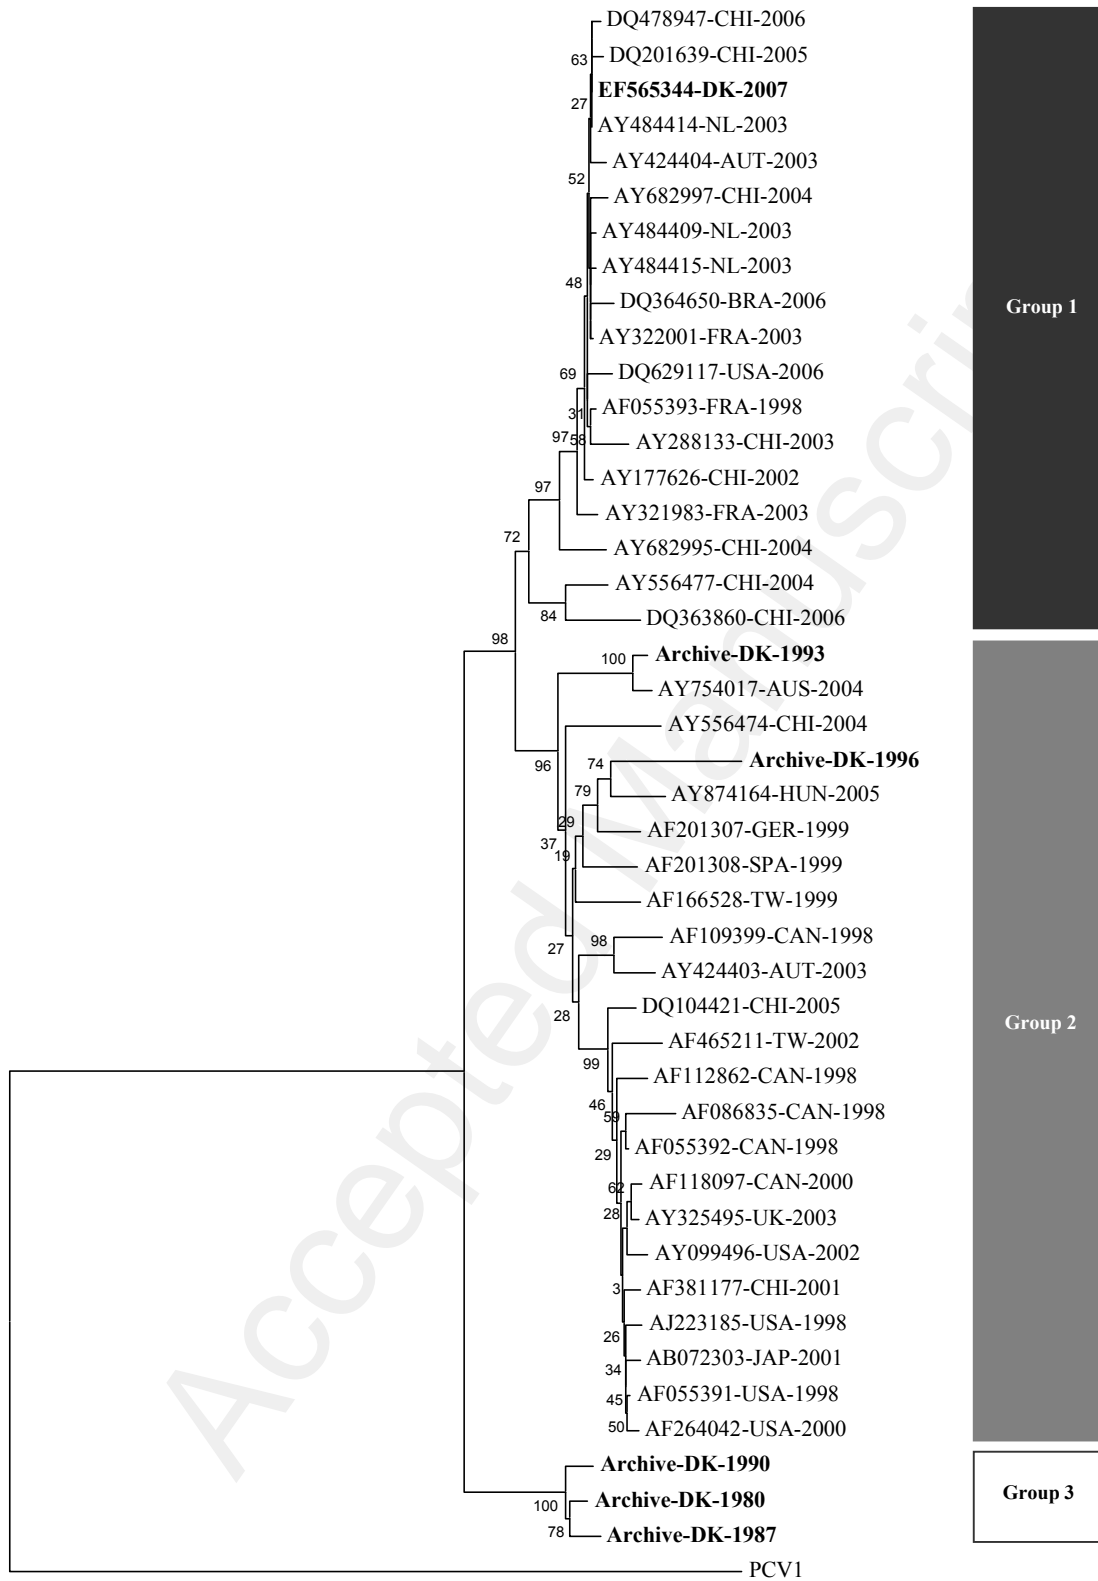 DQ478947-CHI-2006
63
DQ201639-CHI-2005
EF565344-DK-2007
27
AY484414-NL-2003
AY424404-AUT-2003
52
AY682997-CHI-2004
AY484409-NL-2003
AY484415-NL-2003
48
DQ364650-BRA-2006
Group 1
AY322001-FRA-2003
69
DQ629117-USA-2006
31
AF055393-FRA-1998
97
58
AY288133-CHI-2003
97
AY177626-CHI-2002
AY321983-FRA-2003
72
AY682995-CHI-2004
AY556477-CHI-2004
84
DQ363860-CHI-2006
98
100
Archive-DK-1993
AY754017-AUS-2004
AY556474-CHI-2004
96
74
Archive-DK-1996
79
AY874164-HUN-2005
29
AF201307-GER-1999
37
19
AF201308-SPA-1999
AF166528-TW-1999
27
98
AF109399-CAN-1998
AY424403-AUT-2003
28
DQ104421-CHI-2005
Group 2
99
AF465211-TW-2002
AF112862-CAN-1998
46
59
AF086835-CAN-1998
29
AF055392-CAN-1998
62
AF118097-CAN-2000
28
AY325495-UK-2003
AY099496-USA-2002
3
AF381177-CHI-2001
26
AJ223185-USA-1998
34
AB072303-JAP-2001
45
AF055391-USA-1998
50
AF264042-USA-2000
Archive-DK-1990
100
Archive-DK-1980
Group 3
78
Archive-DK-1987
PCV1
Accepted Manuscrip